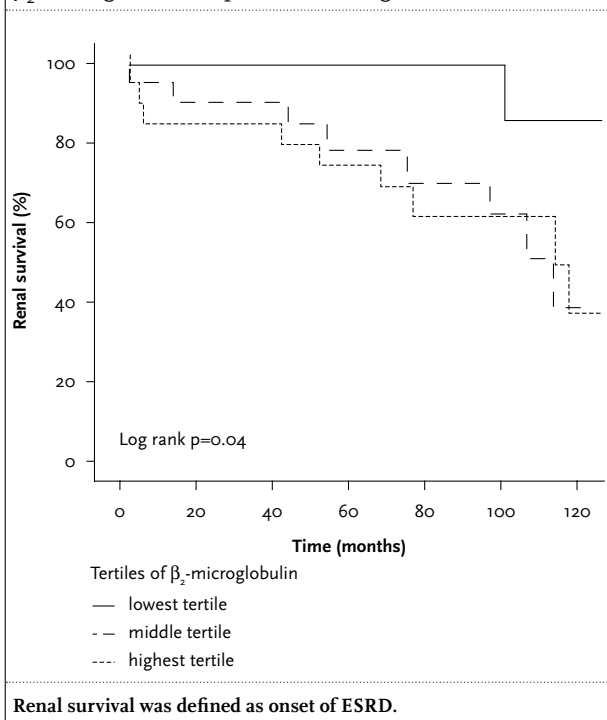 100
80
60
40
20
0
Renal survival (%)
Log rank p=0.04
0 20 40 60 80 100 120
Time (months)
Tertiles of β₂-microglobulin
lowest tertile
middle tertile
highest tertile
Renal survival was defined as onset of ESRD.